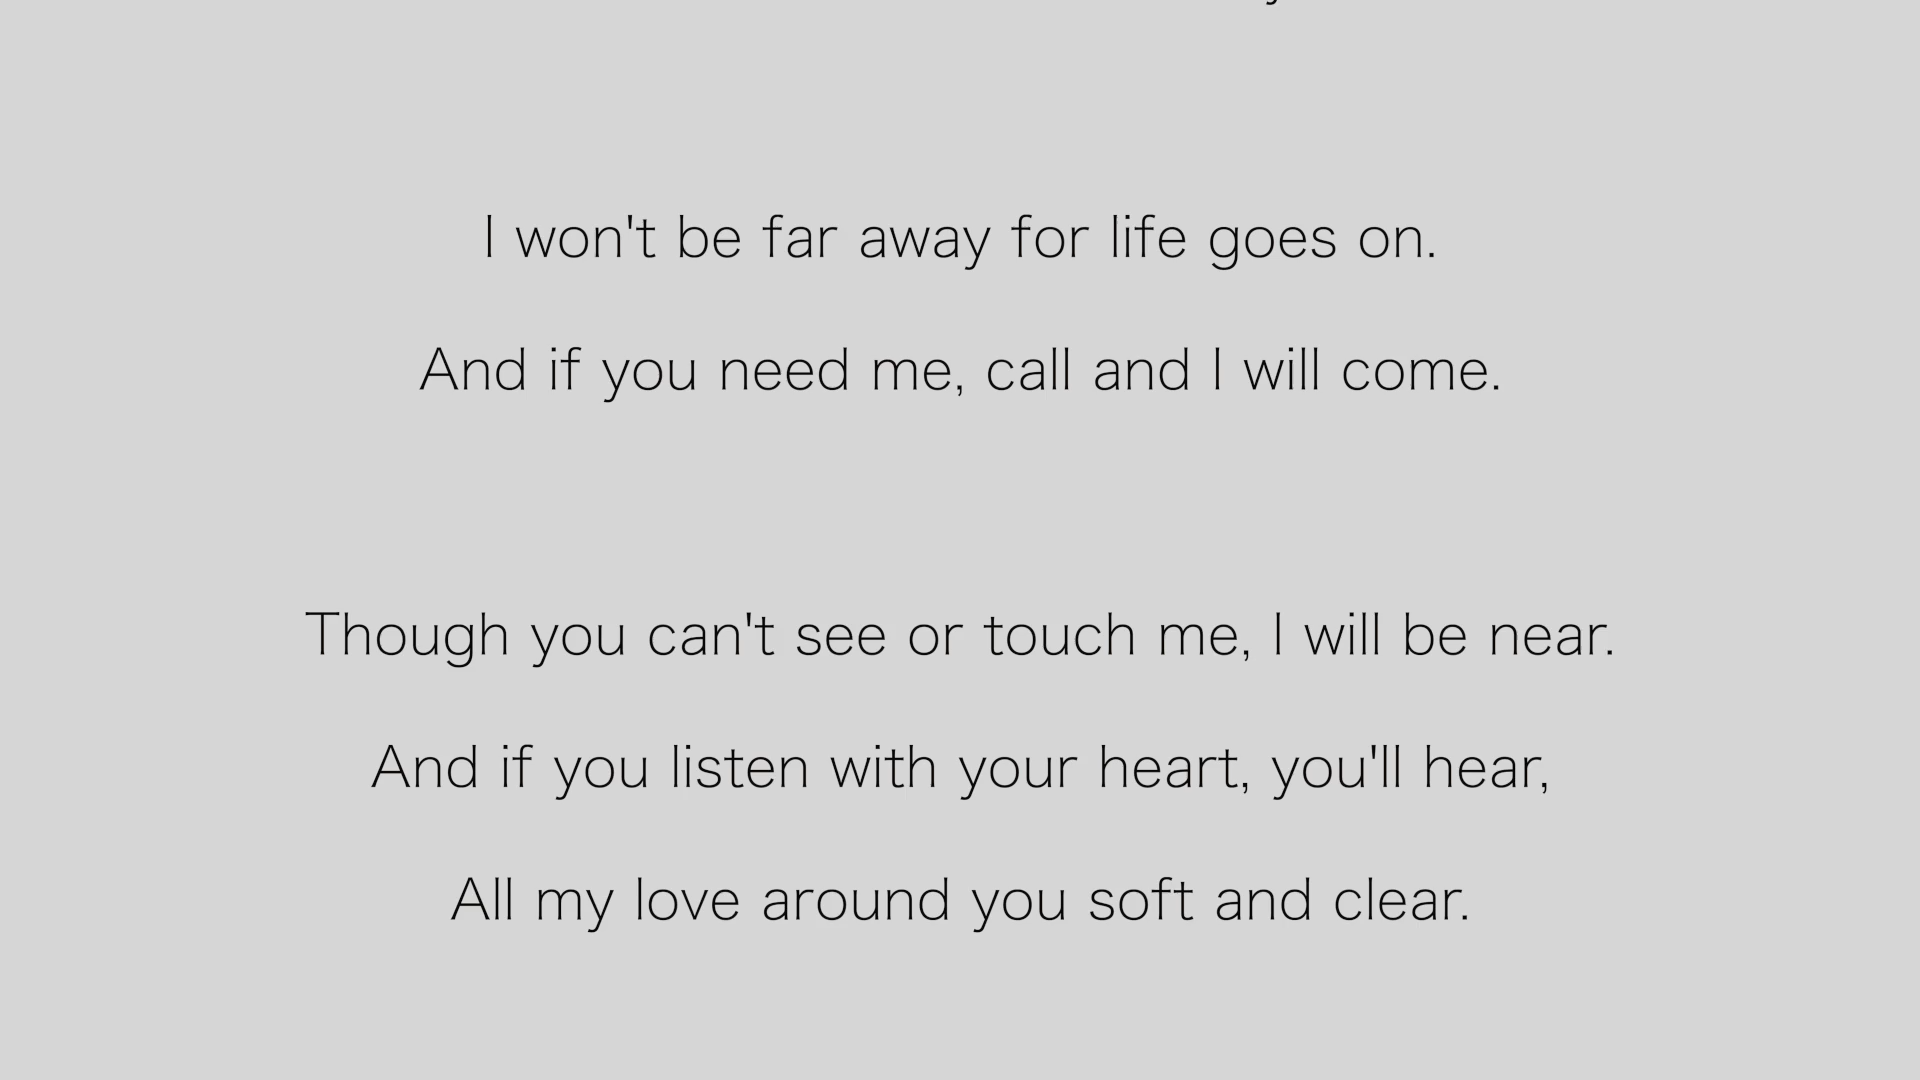 I won't be far away for life goes on.
And if you need me, call and I will come.
Though you can't see or touch me, I will be near.
And if you listen with your heart, you'll hear,
All my love around you soft and clear.